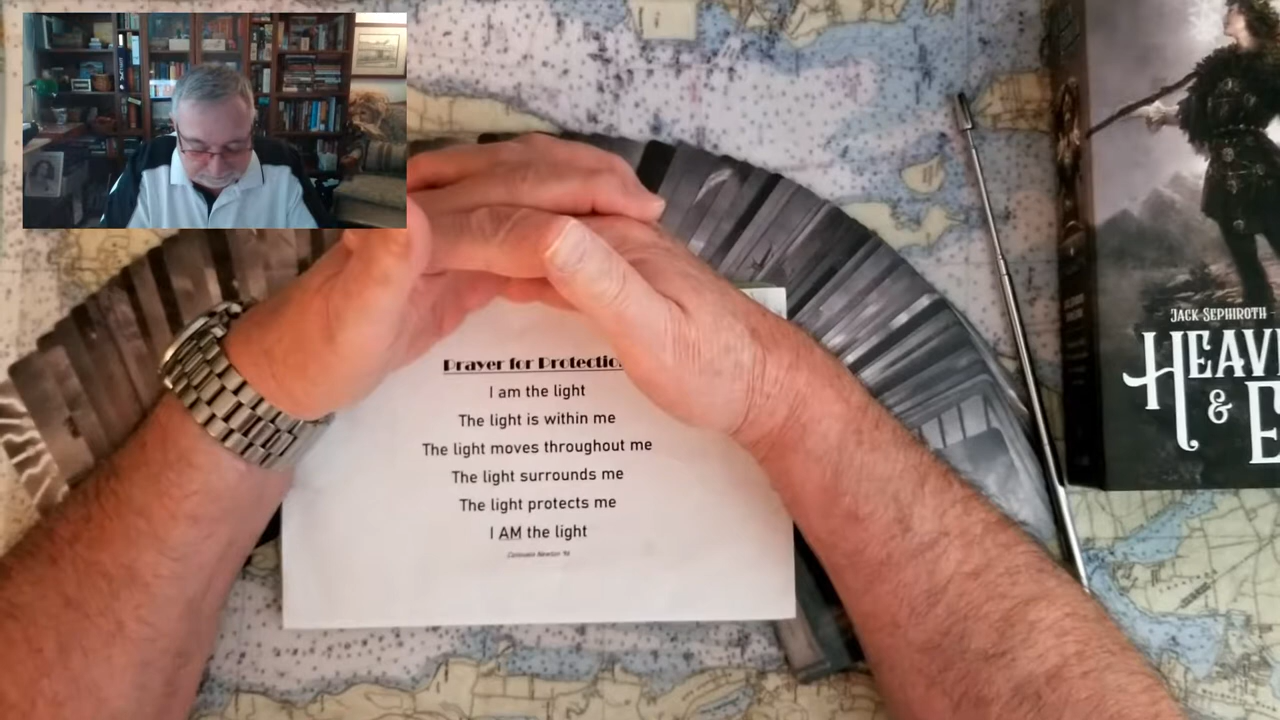 Prayer for Protection
I am the light
The light is within me
The light moves throughout me
The light surrounds me
The light protects me
I AM the light
JACK SEPHIROTH
HEAV
&
E